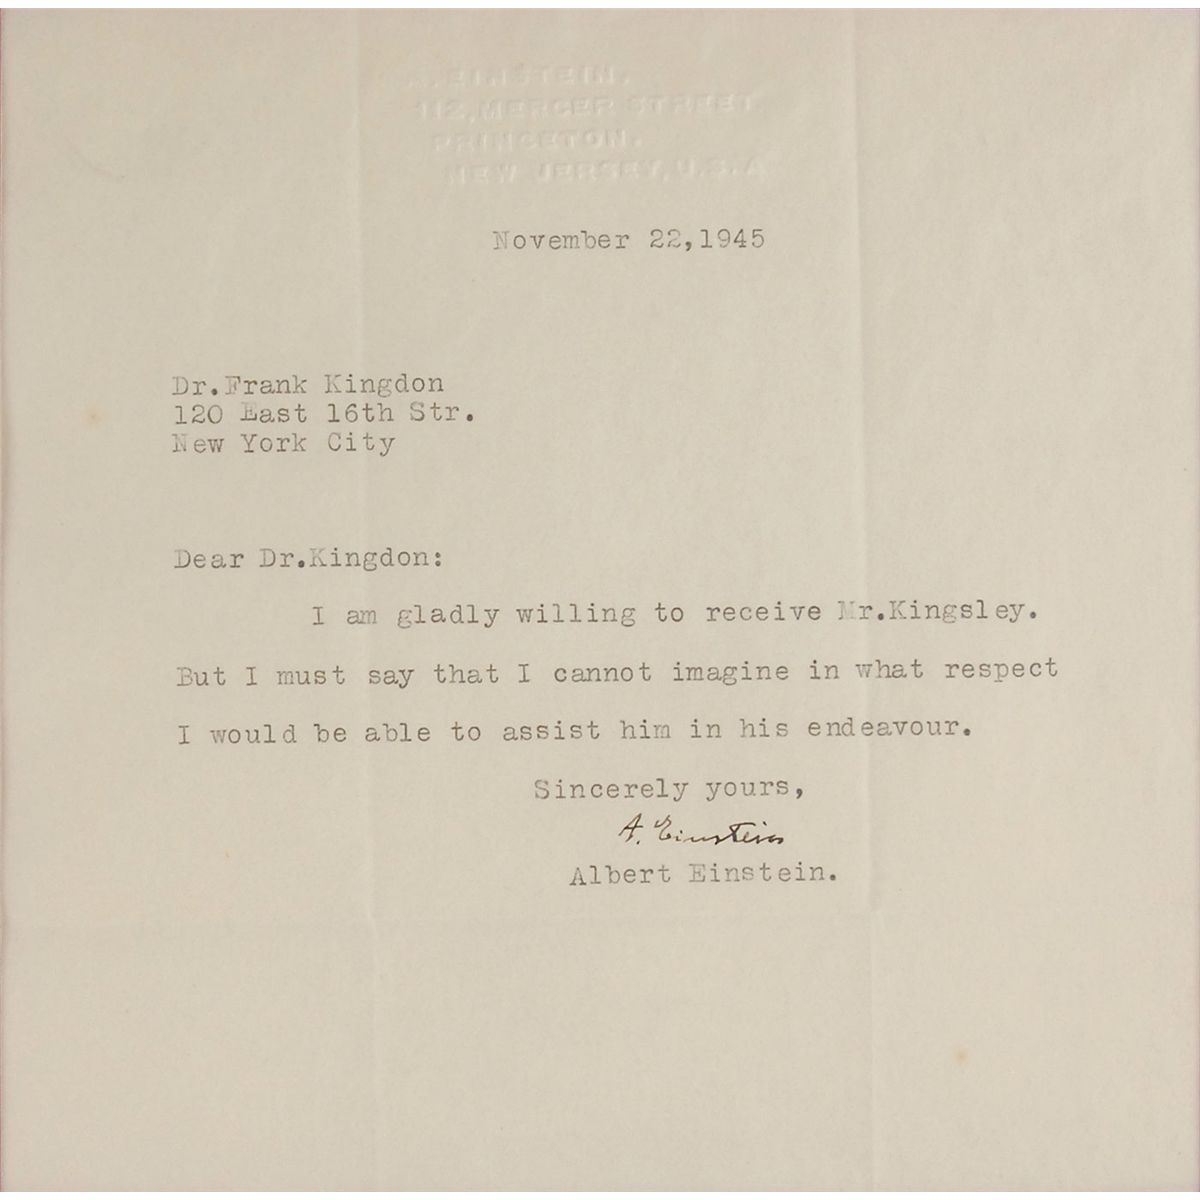 A. EINSTEIN.
112, MERCER STREET
PRINCETON.
NEW JERSEY, U.S.A
November 22,1945
Dr.Frank Kingdon
120 East 16th Str.
New York City
Dear Dr.Kingdon:
I am gladly willing to receive Mr.Kingsley.
But I must say that I cannot imagine in what respect
I would be able to assist him in his endeavour.
Sincerely yours,
A. Einstein
Albert Einstein.